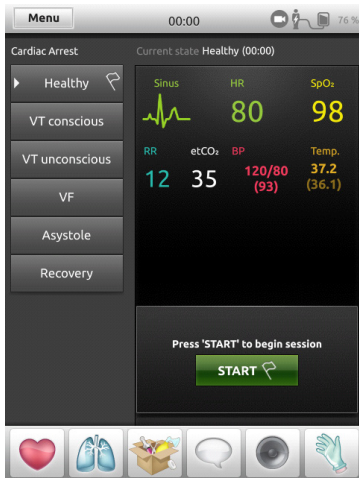 Menu
00:00
76 %
Cardiac Arrest
Current state Healthy (00:00)
Healthy
VT conscious
VT unconscious
VF
Asystole
Recovery
Sinus
HR
SpO₂
80
98
RR
etCO₂
BP
Temp.
12
35
120/80
(93)
37.2
(36.1)
Press 'START' to begin session
START